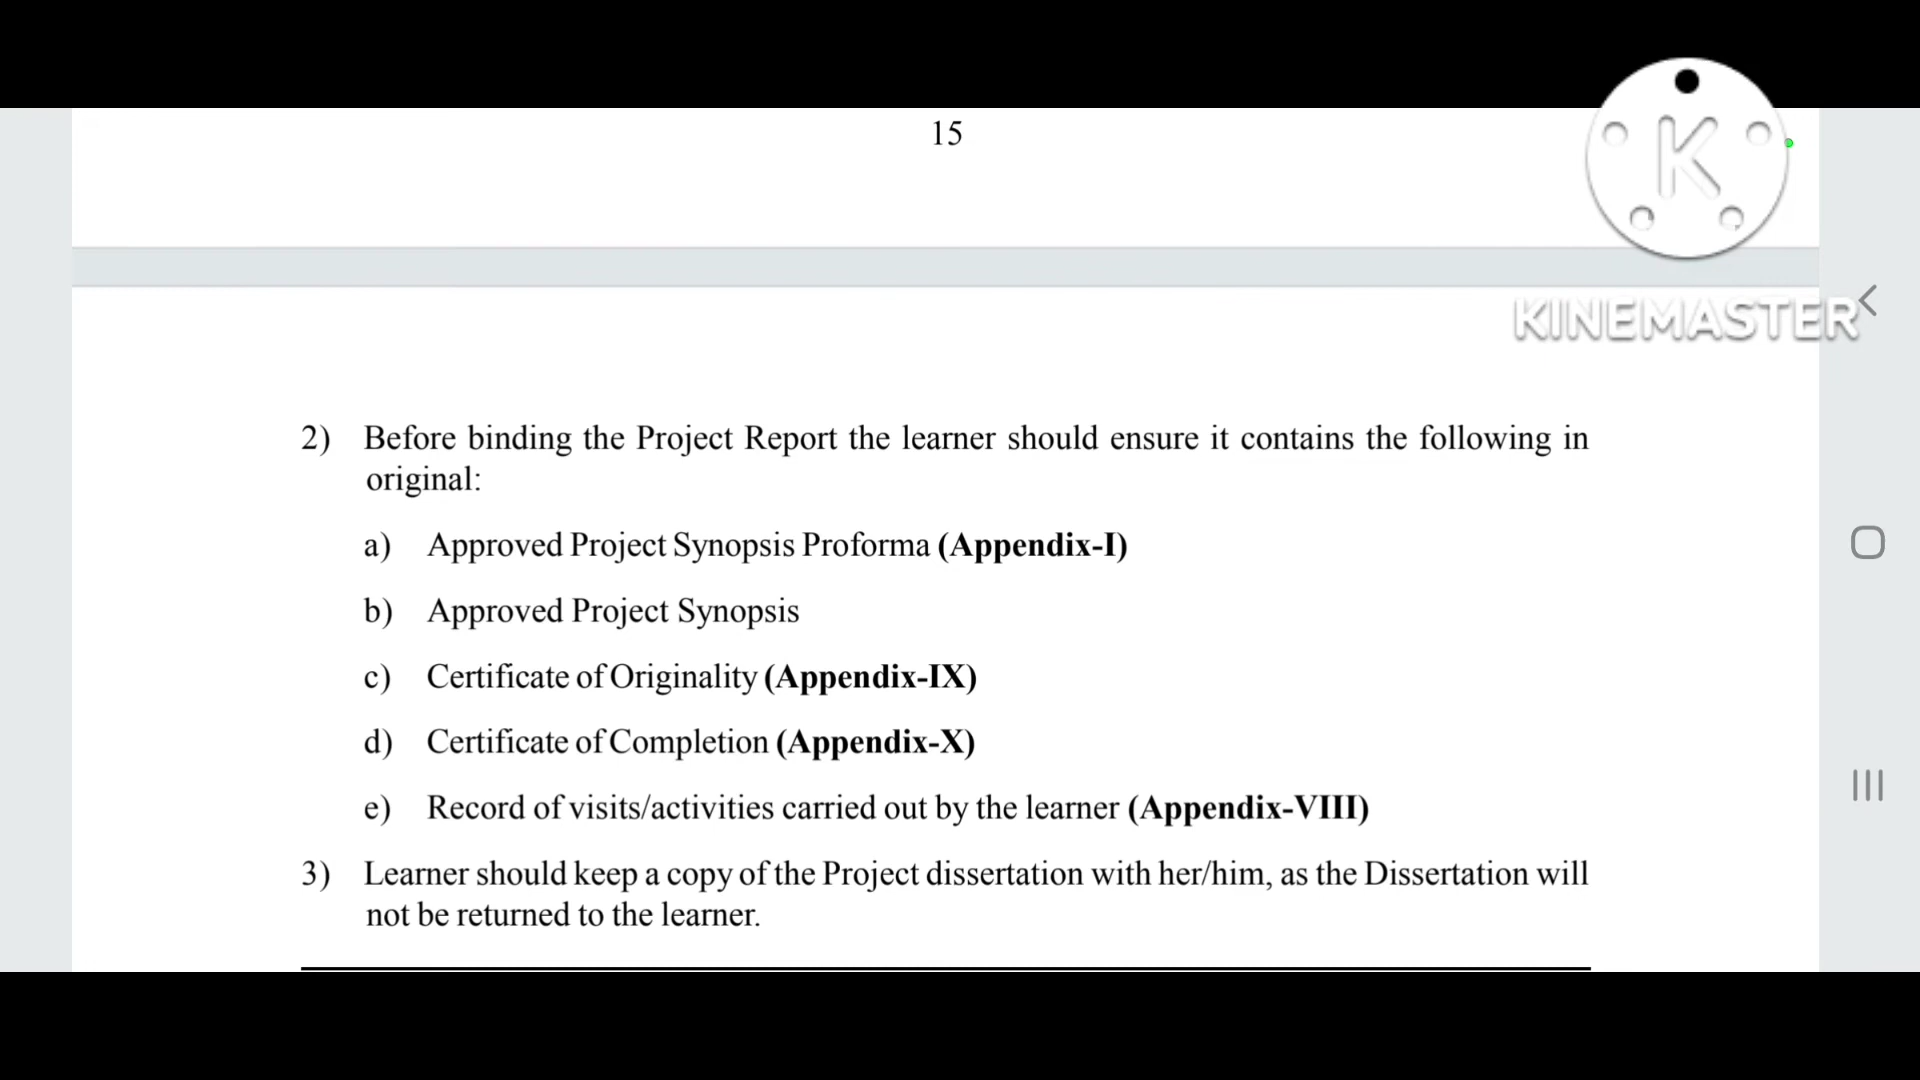 15
K
KINEMASTER
2) Before binding the Project Report the learner should ensure it contains the following in
original:
a) Approved Project Synopsis Proforma (Appendix-I)
b) Approved Project Synopsis
c) Certificate of Originality (Appendix-IX)
d) Certificate of Completion (Appendix-X)
e) Record of visits/activities carried out by the learner (Appendix-VIII)
3) Learner should keep a copy of the Project dissertation with her/him, as the Dissertation will
not be returned to the learner.